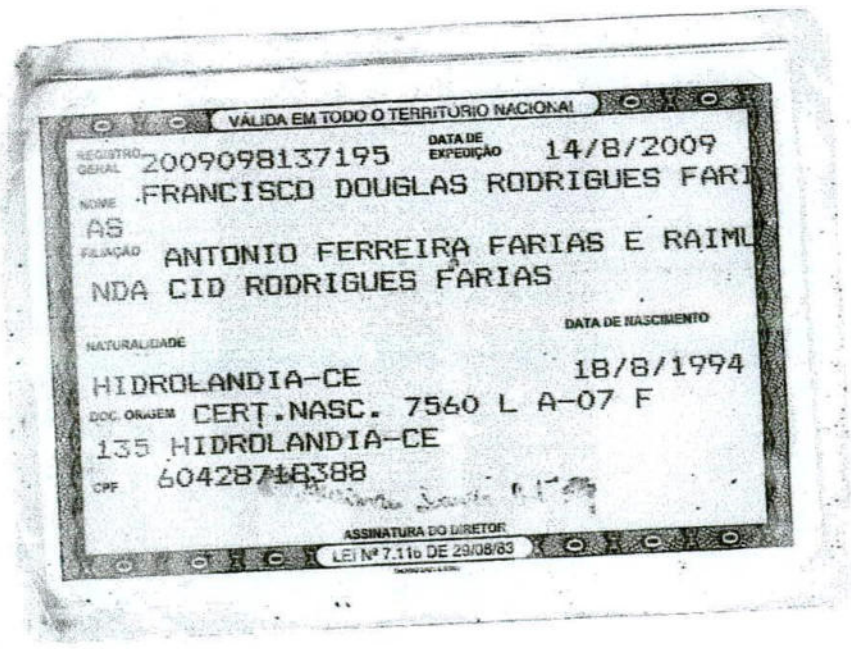 VÁLIDA EM TODO O TERRITÓRIO NACIONAL
REGISTRO GERAL 2009098137195 DATA DE EXPEDIÇÃO 14/8/2009
NOME FRANCISCO DOUGLAS RODRIGUES FARI
AS
FILIAÇÃO ANTONIO FERREIRA FARIAS E RAIMU
NDA CID RODRIGUES FARIAS
NATURALIDADE DATA DE NASCIMENTO
HIDROLANDIA-CE 18/8/1994
DOC. ORIGEM CERT.NASC. 7560 L A-07 F
135 HIDROLANDIA-CE
CPF 60428718388
ASSINATURA DO DIRETOR
LEI Nº 7.116 DE 29/08/83